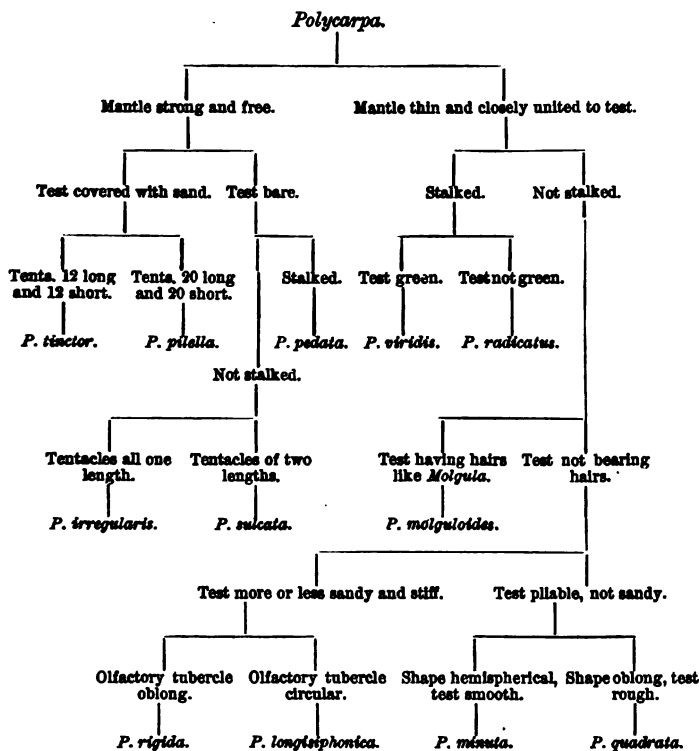 Polycarpa.
Mantle strong and free. Mantle thin and closely united to test.
Test covered with sand. Test bare. Stalked. Not stalked.
Tents. 12 long Tents. 20 long Stalked. Test green. Test not green.
and 12 short. and 20 short.
P. tinctor. P. pilella. P. pedata. P. viridis. P. radicatus.
Not stalked.
Tentacles all one Tentacles of two Test having hairs Test not bearing
length. lengths. like Molgula. hairs.
P. irregularis. P. sulcata. P. molguloides.
Test more or less sandy and stiff. Test pliable, not sandy.
Olfactory tubercle Olfactory tubercle Shape hemispherical, Shape oblong, test
oblong. circular. test smooth. rough.
P. rigida. P. longisiphonica. P. minuta. P. quadrata.